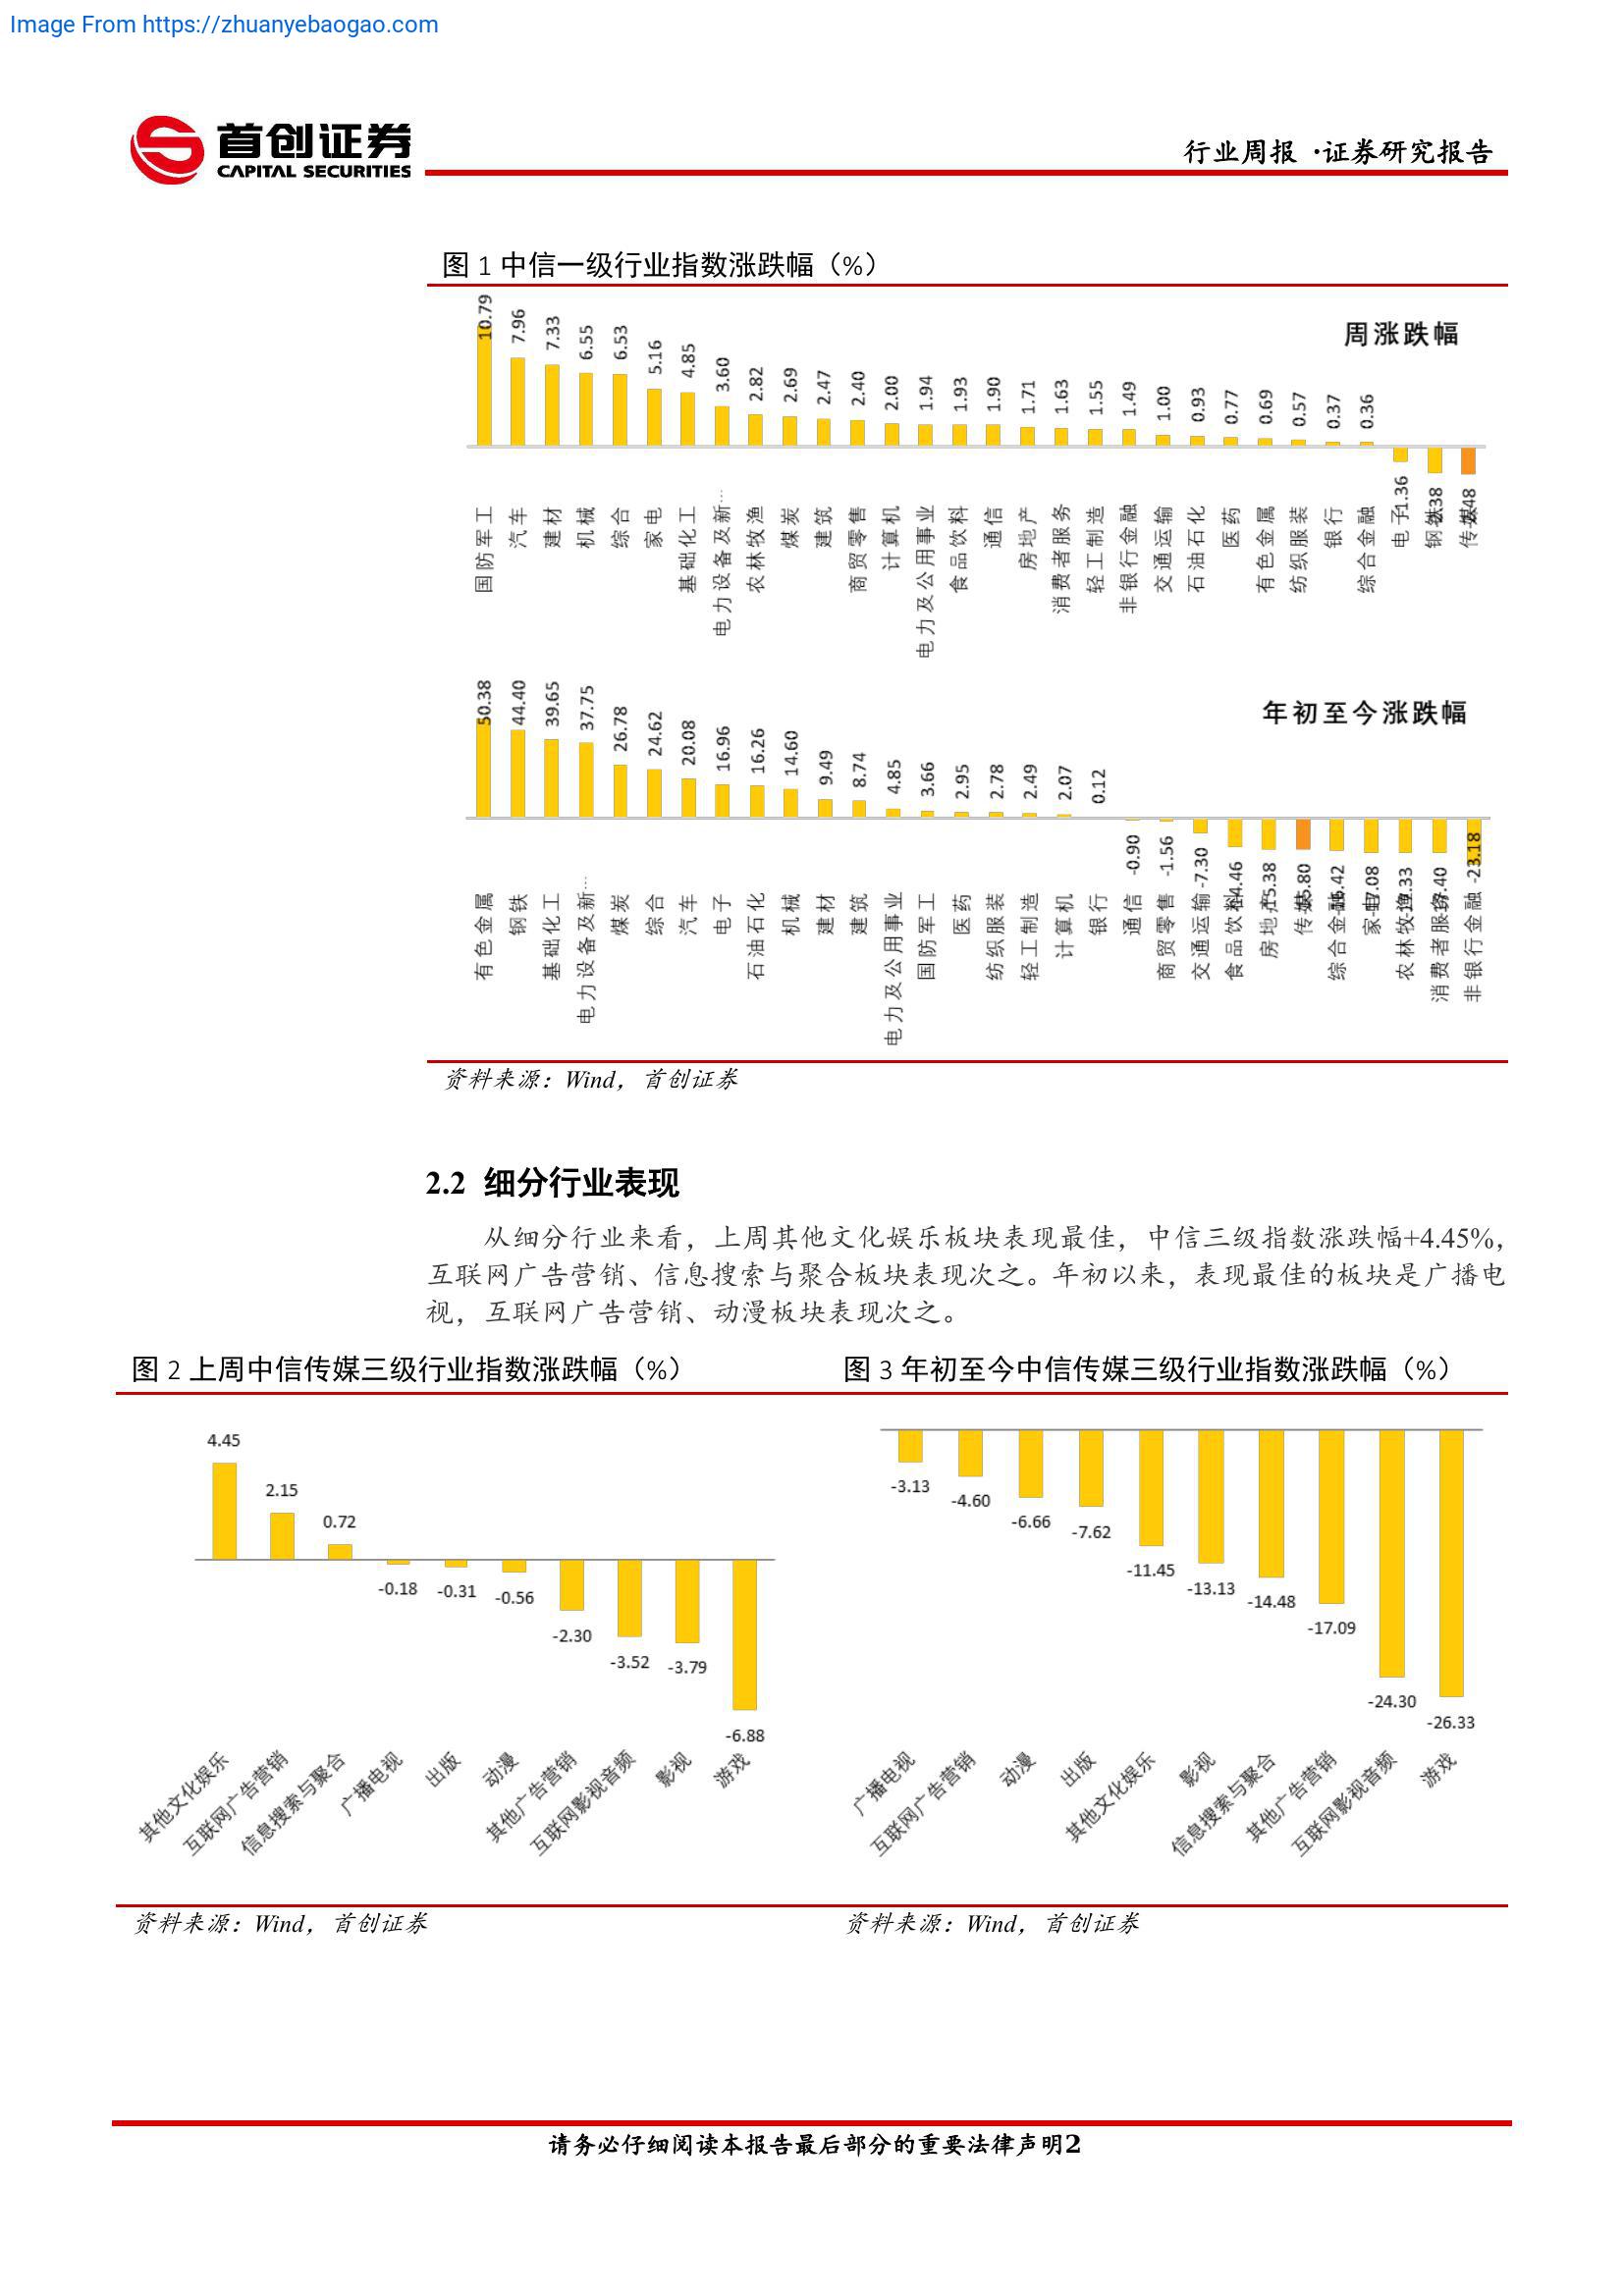 Image From https://zhuanyebaogao.com
首创证券
CAPITAL SECURITIES
行业周报 ·证券研究报告
图 1 中信一级行业指数涨跌幅（%）
周涨跌幅
10.79 7.96 7.33 6.55 6.53 5.16 4.85 3.60 2.82 2.69 2.47 2.40 2.00 1.94 1.93 1.90 1.71 1.63 1.55 1.49 1.00 0.93 0.77 0.69 0.57 0.37 0.36 -1.36 -2.38 -2.48
国防军工 汽车 建材 机械 综合 家电 基础化工 电力设备及新… 农林牧渔 煤炭 建筑 商贸零售 计算机 电力及公用事业 食品饮料 通信 房地产 消费者服务 轻工制造 非银行金融 交通运输 石油石化 医药 有色金属 纺织服装 银行 综合金融 电子 钢铁 传媒
年初至今涨跌幅
50.38 44.40 39.65 37.75 26.78 24.62 20.08 16.96 16.26 14.60 9.49 8.74 4.85 3.66 2.95 2.78 2.49 2.07 0.12 -0.90 -1.56 -7.30 -14.46 -15.38 -15.80 -16.42 -17.08 -17.33 -17.40 -23.18
有色金属 钢铁 基础化工 电力设备及新… 煤炭 综合 汽车 电子 石油石化 机械 建材 建筑 电力及公用事业 国防军工 医药 纺织服装 轻工制造 计算机 银行 通信 商贸零售 交通运输 食品饮料 房地产 传媒 综合金融 家电 农林牧渔 消费者服务 非银行金融
资料来源：Wind，首创证券
2.2 细分行业表现
从细分行业来看，上周其他文化娱乐板块表现最佳，中信三级指数涨跌幅+4.45%，
互联网广告营销、信息搜索与聚合板块表现次之。年初以来，表现最佳的板块是广播电
视，互联网广告营销、动漫板块表现次之。
图 2 上周中信传媒三级行业指数涨跌幅（%）
4.45 2.15 0.72 -0.18 -0.31 -0.56 -2.30 -3.52 -3.79 -6.88
其他文化娱乐 互联网广告营销 信息搜索与聚合 广播电视 出版 动漫 其他广告营销 互联网影视音频 影视 游戏
资料来源：Wind，首创证券
图 3 年初至今中信传媒三级行业指数涨跌幅（%）
-3.13 -4.60 -6.66 -7.62 -11.45 -13.13 -14.48 -17.09 -24.30 -26.33
广播电视 互联网广告营销 动漫 出版 其他文化娱乐 影视 信息搜索与聚合 其他广告营销 互联网影视音频 游戏
资料来源：Wind，首创证券
请务必仔细阅读本报告最后部分的重要法律声明2